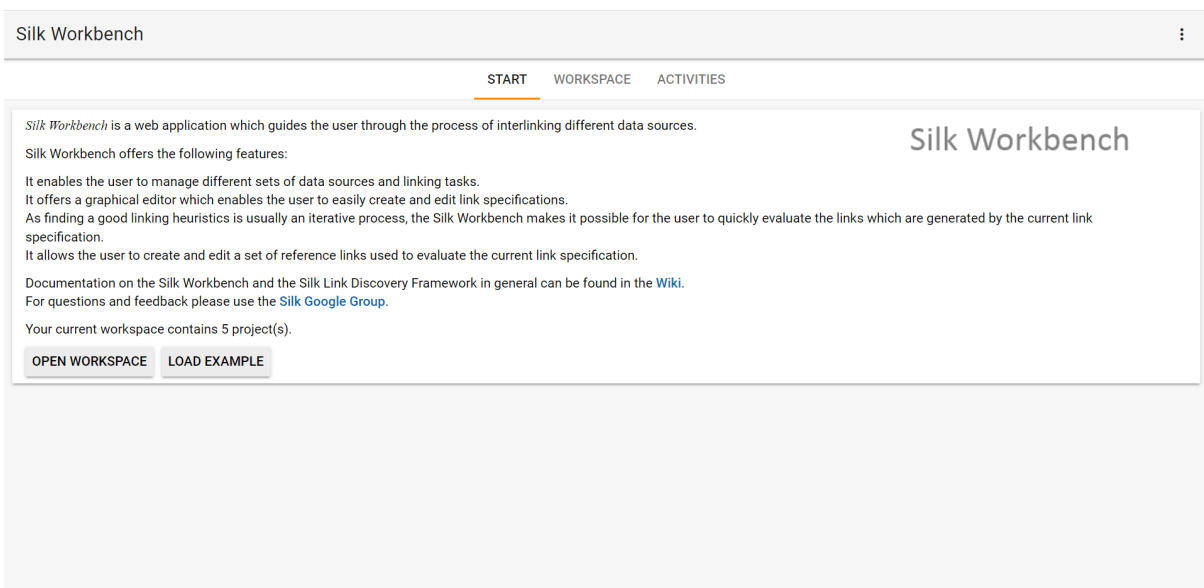 Silk Workbench
START WORKSPACE ACTIVITIES
Silk Workbench is a web application which guides the user through the process of interlinking different data sources.
Silk Workbench
Silk Workbench offers the following features:
It enables the user to manage different sets of data sources and linking tasks.
It offers a graphical editor which enables the user to easily create and edit link specifications.
As finding a good linking heuristics is usually an iterative process, the Silk Workbench makes it possible for the user to quickly evaluate the links which are generated by the current link
specification.
It allows the user to create and edit a set of reference links used to evaluate the current link specification.
Documentation on the Silk Workbench and the Silk Link Discovery Framework in general can be found in the Wiki.
For questions and feedback please use the Silk Google Group.
Your current workspace contains 5 project(s).
OPEN WORKSPACE LOAD EXAMPLE